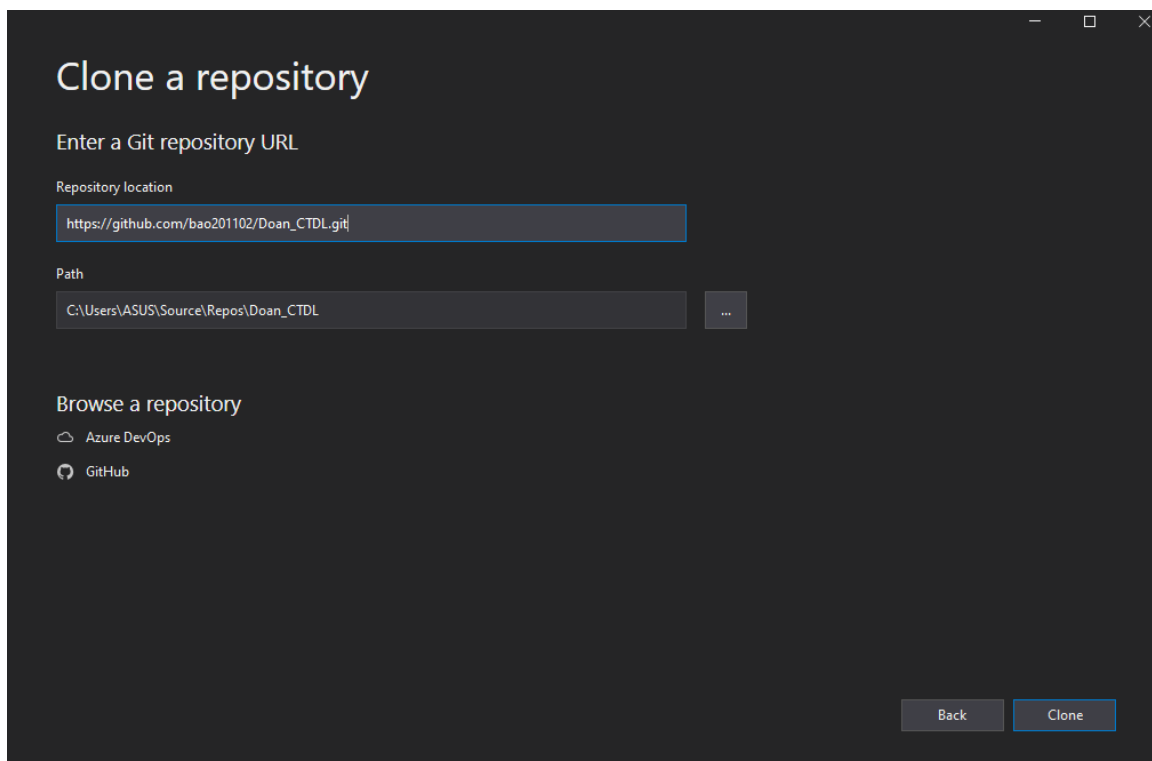 Clone a repository
Enter a Git repository URL
Repository location
https://github.com/bao201102/Doan_CTDL.git
Path
C:\Users\ASUS\Source\Repos\Doan_CTDL
...
Browse a repository
Azure DevOps
GitHub
Back
Clone